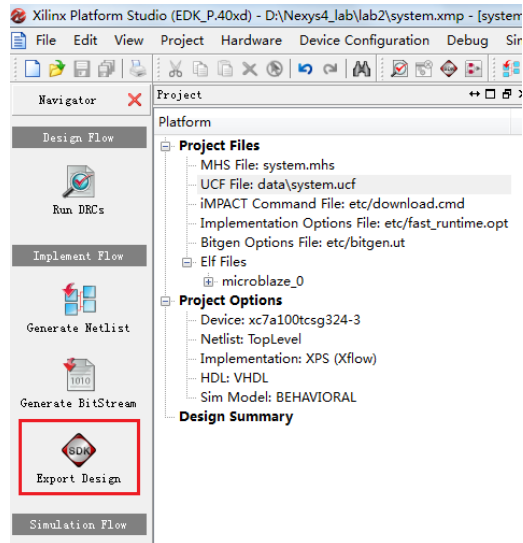 Xilinx Platform Studio (EDK_P.40xd) - D:\Nexys4_lab\lab2\system.xmp - [system
File Edit View Project Hardware Device Configuration Debug Sim
Navigator
Project
Platform
Design Flow
Run DRCs
Implement Flow
Generate Netlist
1010
Generate BitStream
SDK
Export Design
Simulation Flow
Project Files
MHS File: system.mhs
UCF File: data\system.ucf
iMPACT Command File: etc/download.cmd
Implementation Options File: etc/fast_runtime.opt
Bitgen Options File: etc/bitgen.ut
Elf Files
microblaze_0
Project Options
Device: xc7a100tcsg324-3
Netlist: TopLevel
Implementation: XPS (Xflow)
HDL: VHDL
Sim Model: BEHAVIORAL
Design Summary